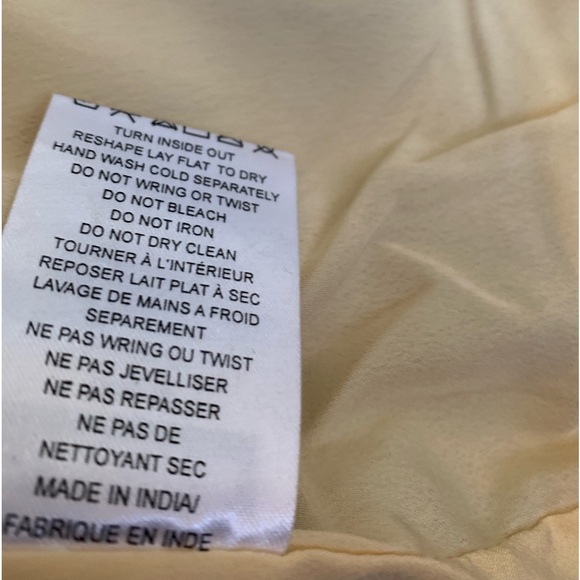 TURN INSIDE OUT
RESHAPE LAY FLAT TO DRY
HAND WASH COLD SEPARATELY
DO NOT WRING OR TWIST
DO NOT BLEACH
DO NOT IRON
DO NOT DRY CLEAN
TOURNER À L'INTÉRIEUR
REPOSER LAIT PLAT À SEC
LAVAGE DE MAINS A FROID
SEPAREMENT
NE PAS WRING OU TWIST
NE PAS JEVELLISER
NE PAS REPASSER
NE PAS DE
NETTOYANT SEC
MADE IN INDIA/
FABRIQUE EN INDE